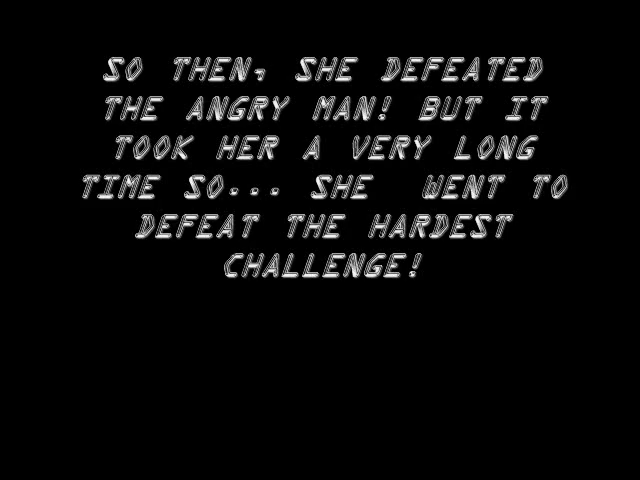 SO THEN, SHE DEFEATED
THE ANGRY MAN! BUT IT
TOOK HER A VERY LONG
TIME SO... SHE  WENT TO
DEFEAT THE HARDEST
CHALLENGE!